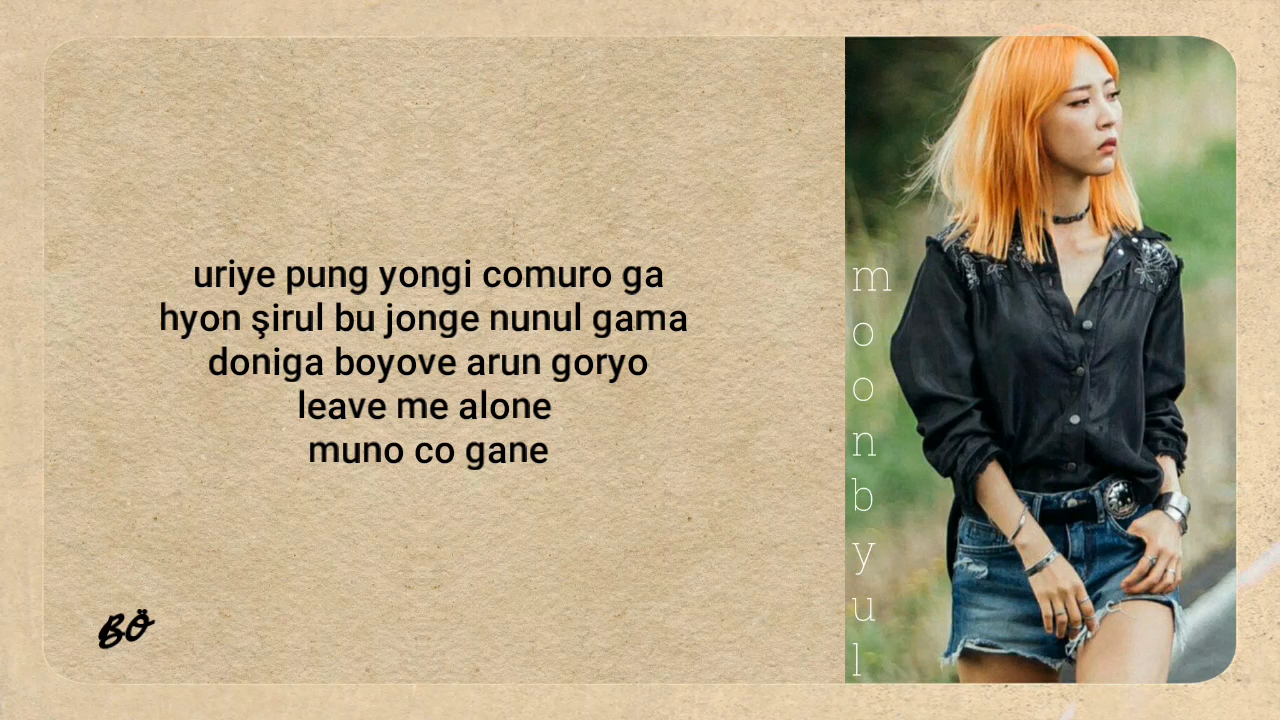 uriye pung yongi comuro ga
hyon şirul bu jonge nunul gama
doniga boyove arun goryo
leave me alone
muno co gane
BÖ
moonbyul